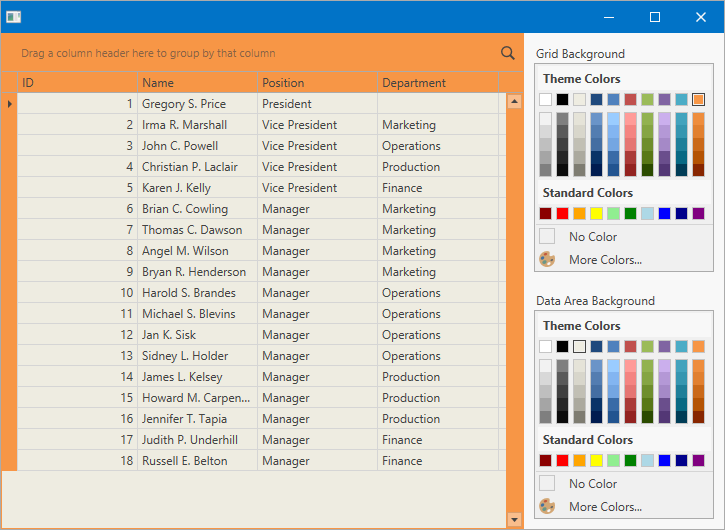 Drag a column header here to group by that column
ID Name Position Department
1 Gregory S. Price President
2 Irma R. Marshall Vice President Marketing
3 John C. Powell Vice President Operations
4 Christian P. Laclair Vice President Production
5 Karen J. Kelly Vice President Finance
6 Brian C. Cowling Manager Marketing
7 Thomas C. Dawson Manager Marketing
8 Angel M. Wilson Manager Marketing
9 Bryan R. Henderson Manager Marketing
10 Harold S. Brandes Manager Operations
11 Michael S. Blevins Manager Operations
12 Jan K. Sisk Manager Operations
13 Sidney L. Holder Manager Operations
14 James L. Kelsey Manager Production
15 Howard M. Carpen... Manager Production
16 Jennifer T. Tapia Manager Production
17 Judith P. Underhill Manager Finance
18 Russell E. Belton Manager Finance
Grid Background
Theme Colors
Standard Colors
No Color
More Colors...
Data Area Background
Theme Colors
Standard Colors
No Color
More Colors...